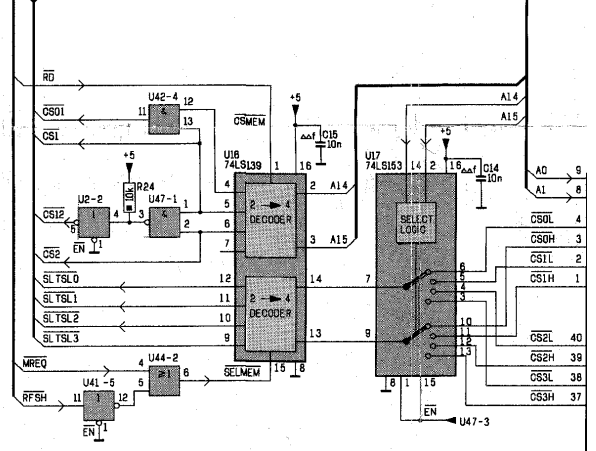 RD
U42-4
CS01
11
&
12
13
CSMEM
CS1
+5
R24
10k
U2-2
U47-1
CS12
5
1
4
3
&
1
2
EN
1
CS2
SLTSL0
SLTSL1
SLTSL2
SLTSL3
MREQ
U44-2
4
≥1
6
5
SELMEM
U41-5
RFSH
11
1
12
EN
1
+5
ΔΔf
C15
10n
U16
74LS139
1
16
4
5
6
7
2 → 4
DECODER
2
A14
3
A15
12
11
10
9
2 → 4
DECODER
14
13
15
8
A14
A15
+5
ΔΔf
C14
10n
U17
74LS153
14
2
16
SELECT
LOGIC
7
9
6
5
4
3
10
11
12
13
8
1
15
EN
U47-3
A0 9
A1 8
CS0L 4
CS0H 3
CS1L 2
CS1H 1
CS2L 40
CS2H 39
CS3L 38
CS3H 37